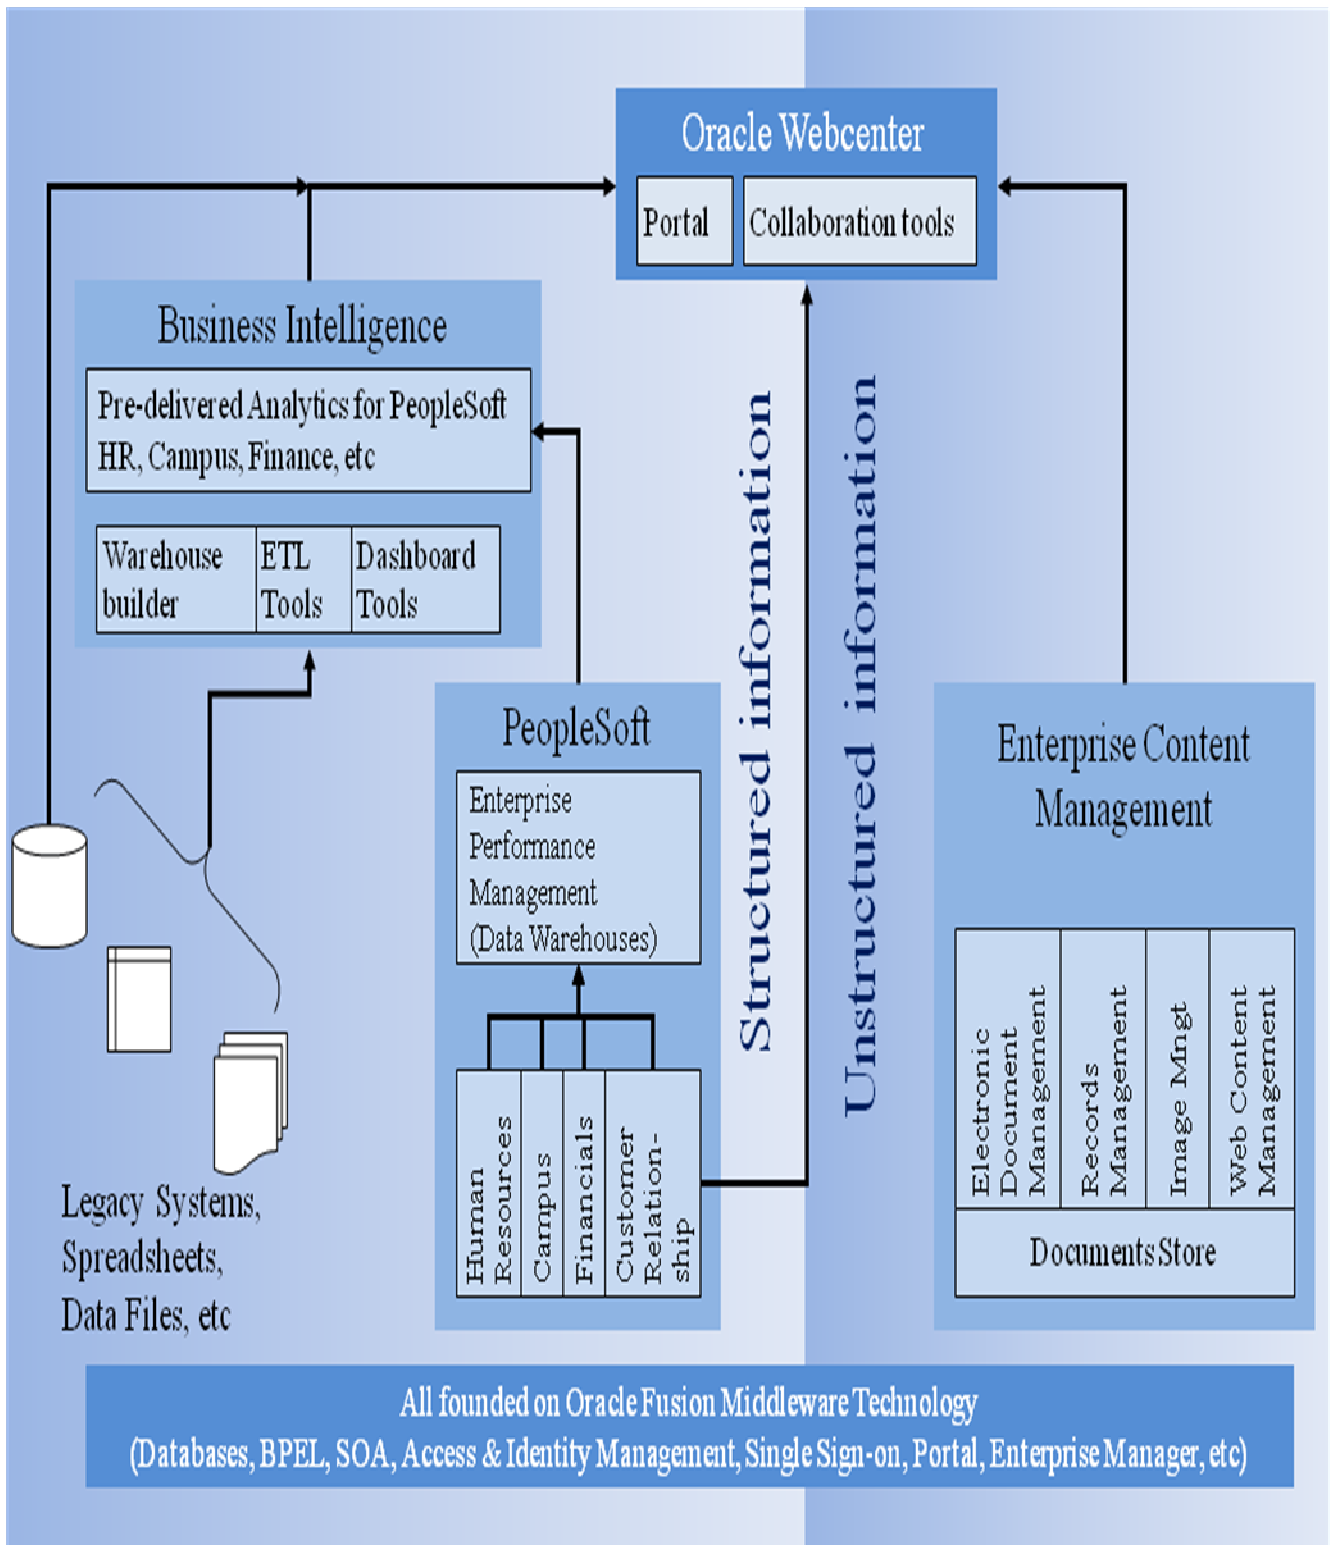 Oracle Webcenter
Portal
Collaboration tools
Business Intelligence
Pre-delivered Analytics for PeopleSoft
HR, Campus, Finance, etc
Warehouse
builder
ETL
Tools
Dashboard
Tools
Structured information
Unstructured information
PeopleSoft
Enterprise
Performance
Management
(Data Warehouses)
Human
Resources
Campus
Financials
Customer
Relation-
ship
Enterprise Content
Management
Electronic
Document
Management
Records
Management
Image Mngt
Web Content
Management
Documents Store
Legacy Systems,
Spreadsheets,
Data Files, etc
All founded on Oracle Fusion Middleware Technology
(Databases, BPEL, SOA, Access & Identity Management, Single Sign-on, Portal, Enterprise Manager, etc)